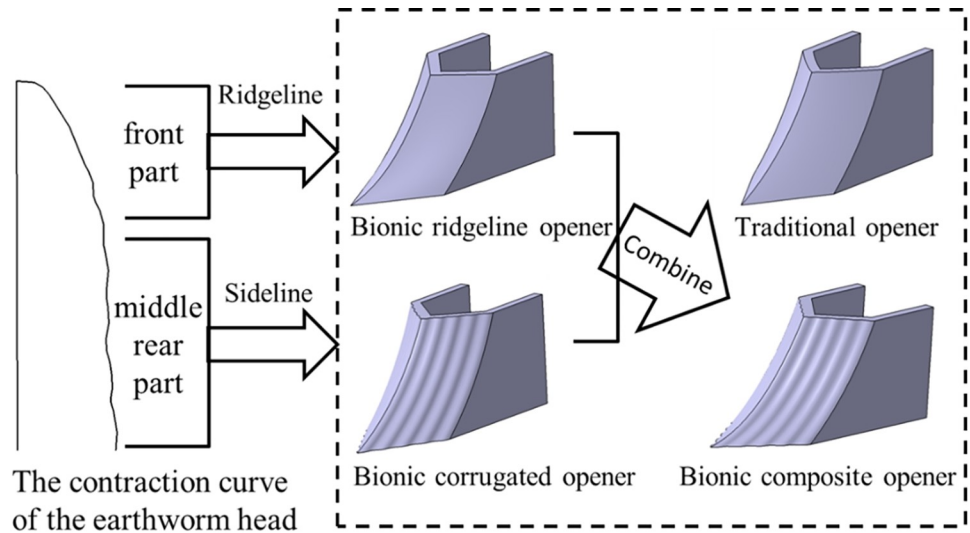 Ridgeline
front
part
Bionic ridgeline opener
Traditional opener
Combine
Sideline
middle
rear
part
Bionic corrugated opener
Bionic composite opener
The contraction curve
of the earthworm head